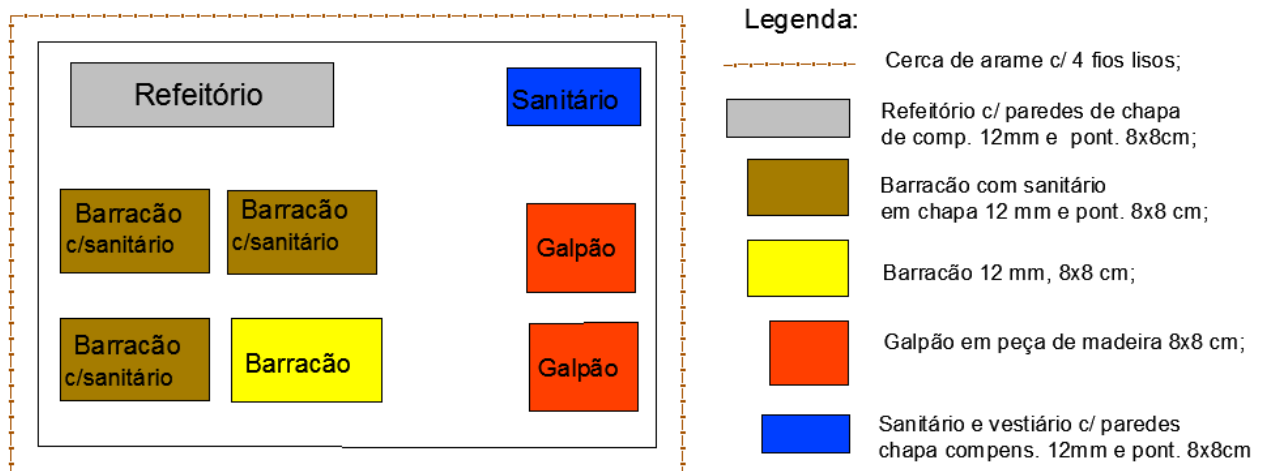 Legenda:
Cerca de arame c/ 4 fios lisos;
Refeitório
Sanitário
Refeitório c/ paredes de chapa
de comp. 12mm e pont. 8x8cm;
Barracão
c/sanitário
Barracão
c/sanitário
Galpão
Barracão com sanitário
em chapa 12 mm e pont. 8x8 cm;
Barracão 12 mm, 8x8 cm;
Barracão
c/sanitário
Barracão
Galpão
Galpão em peça de madeira 8x8 cm;
Sanitário e vestiário c/ paredes
chapa compens. 12mm e pont. 8x8cm